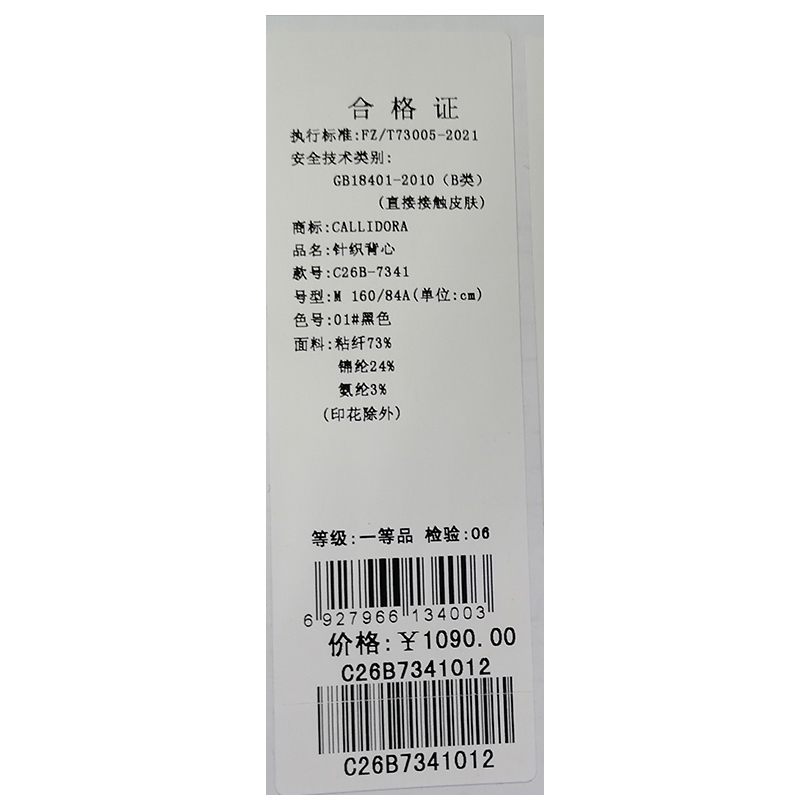 合格证
执行标准:FZ/T73005-2021
安全技术类别:
GB18401-2010（B类）
(直接接触皮肤)
商标:CALLIDORA
品名:针织背心
款号:C26B-7341
号型:M 160/84A(单位:cm)
色号:01#黑色
面料:粘纤73%
锦纶24%
氨纶3%
(印花除外)
等级:一等品 检验:06
6 927966 134003
价格:￥1090.00
C26B7341012
C26B7341012